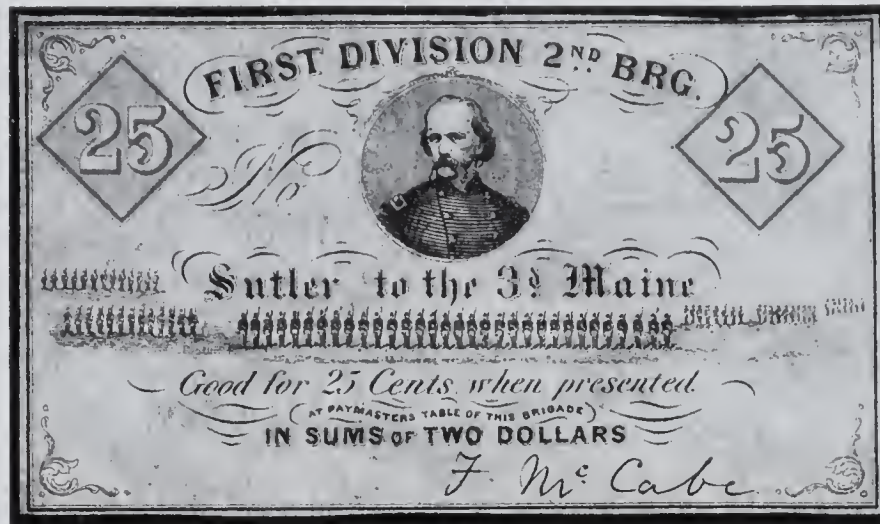 FIRST DIVISION 2ND BRG.
25
25
No
Sutler to the 3d Maine
Good for 25 Cents, when presented
(AT PAYMASTERS TABLE OF THIS BRIGADE)
IN SUMS OF TWO DOLLARS
F. McCabe